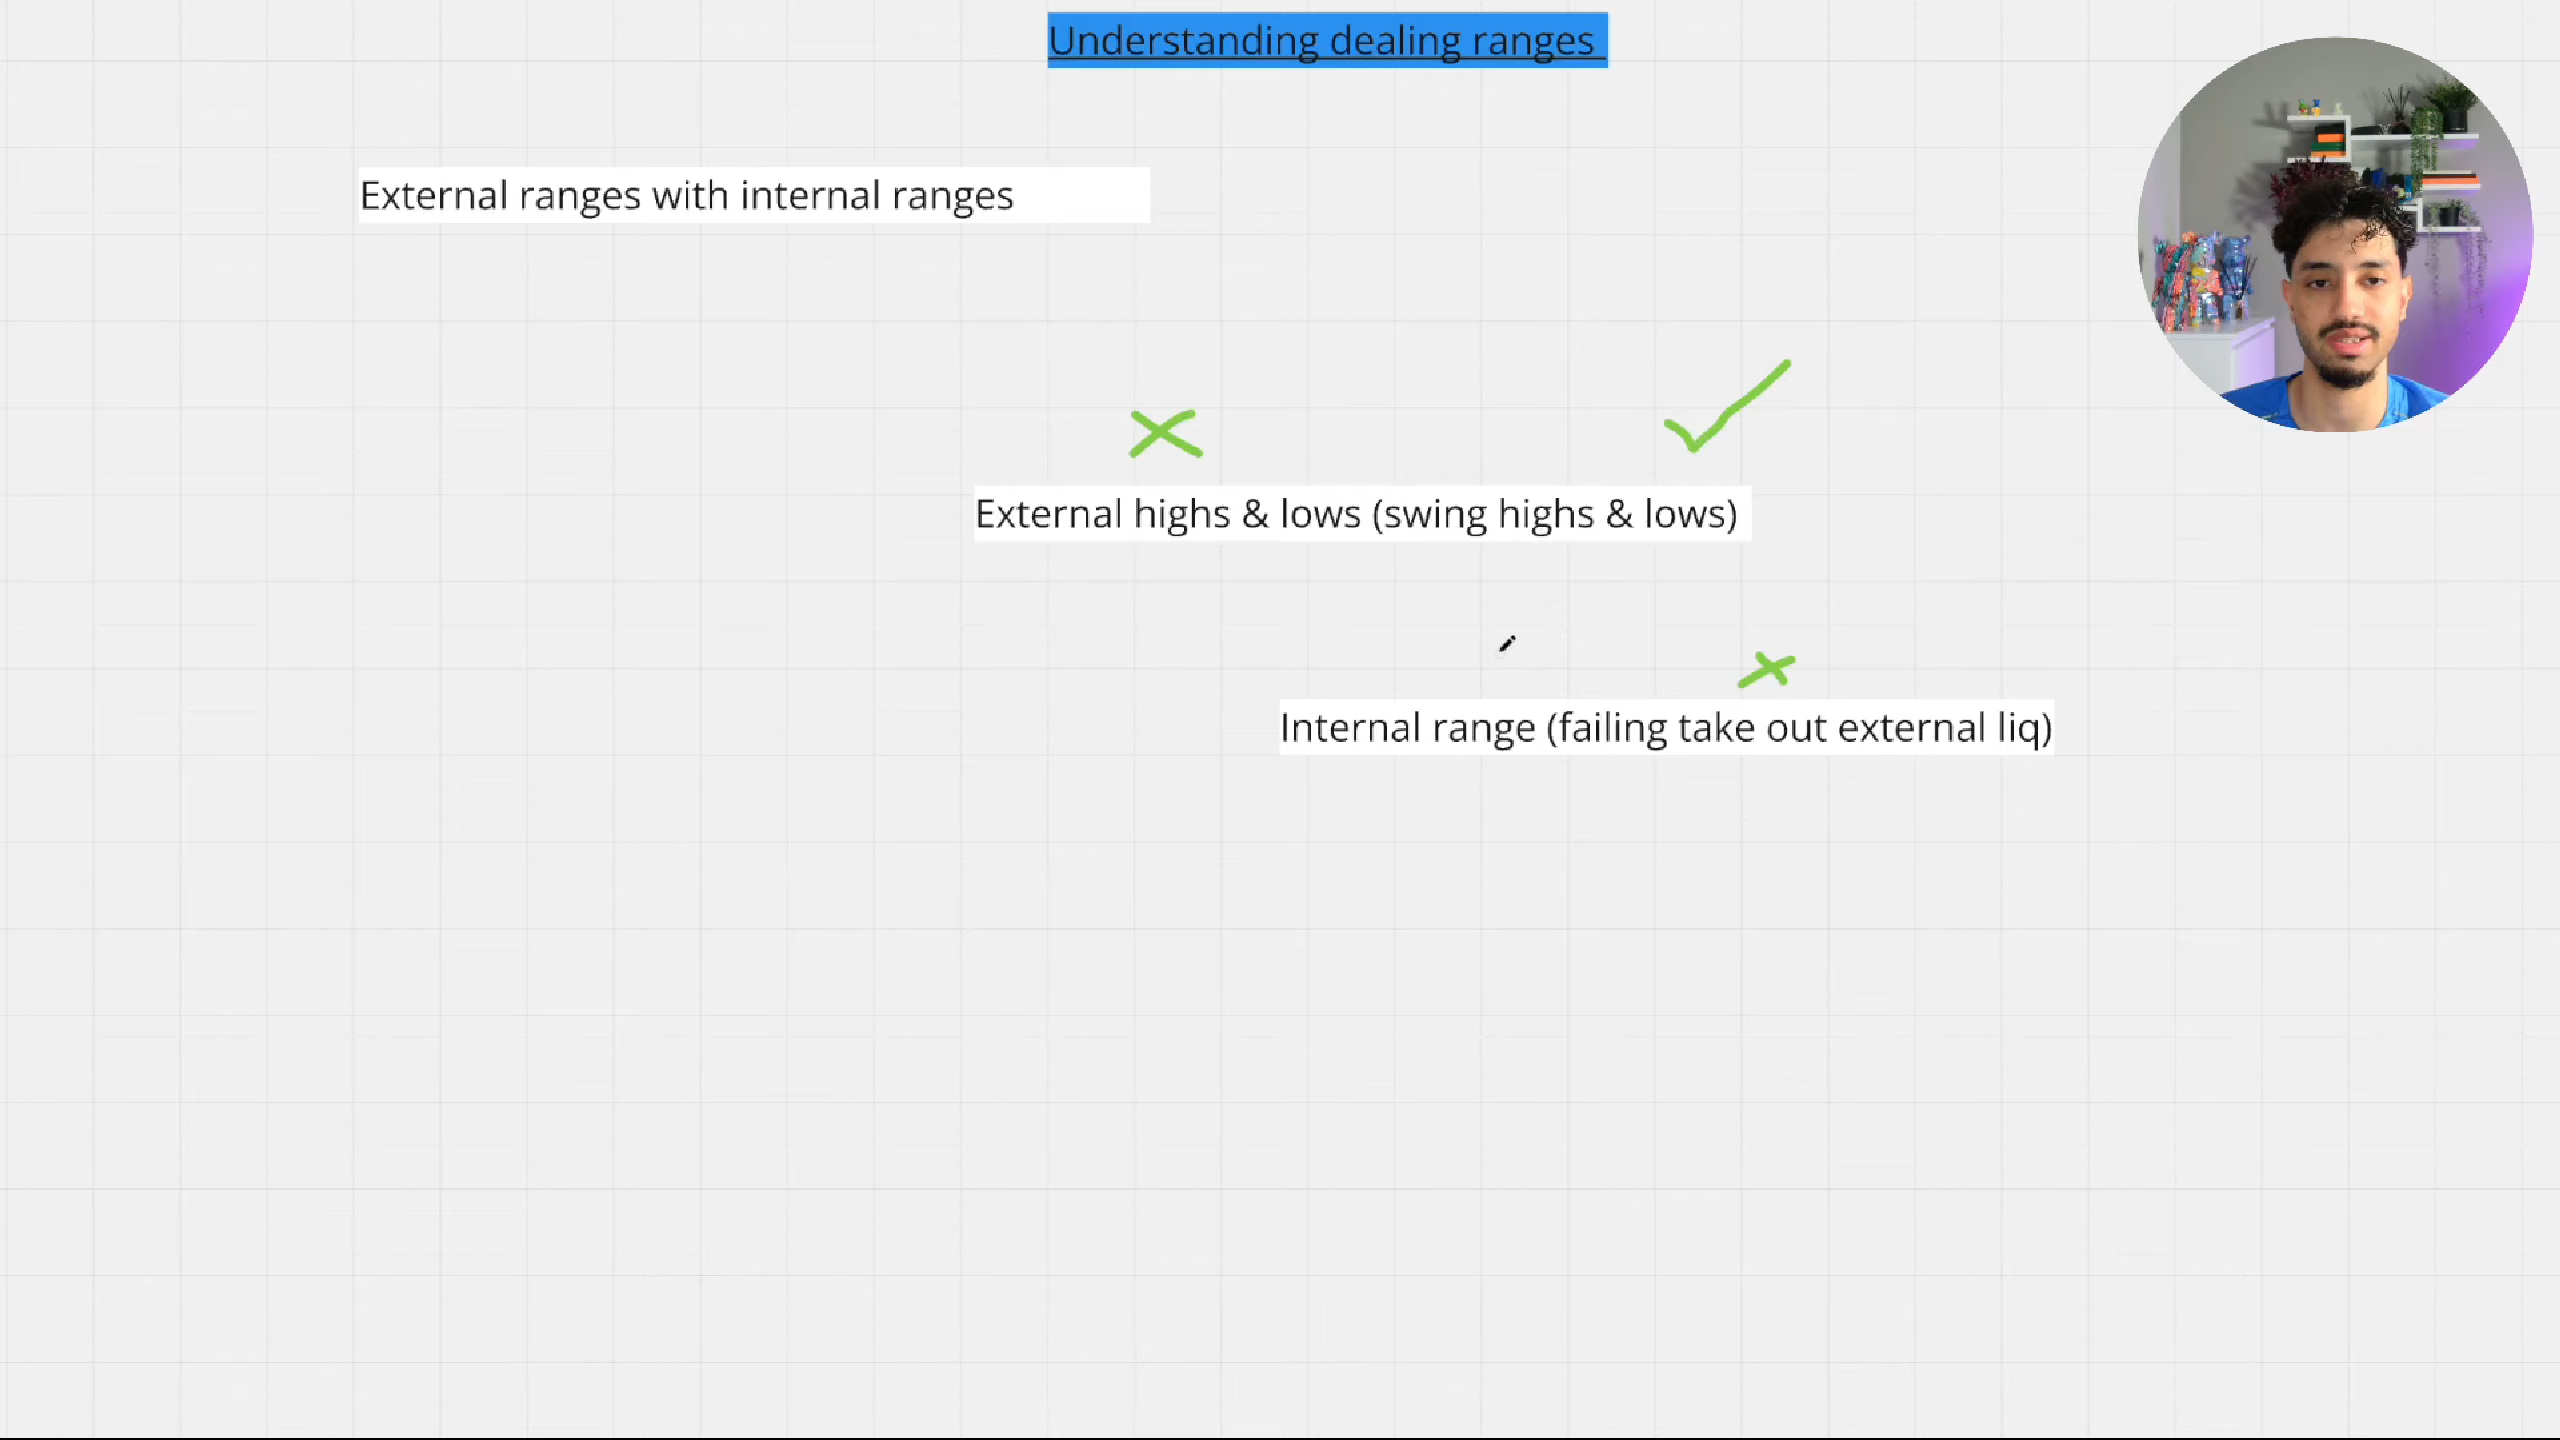 Understanding dealing ranges
External ranges with internal ranges
External highs & lows (swing highs & lows)
Internal range (failing take out external liq)